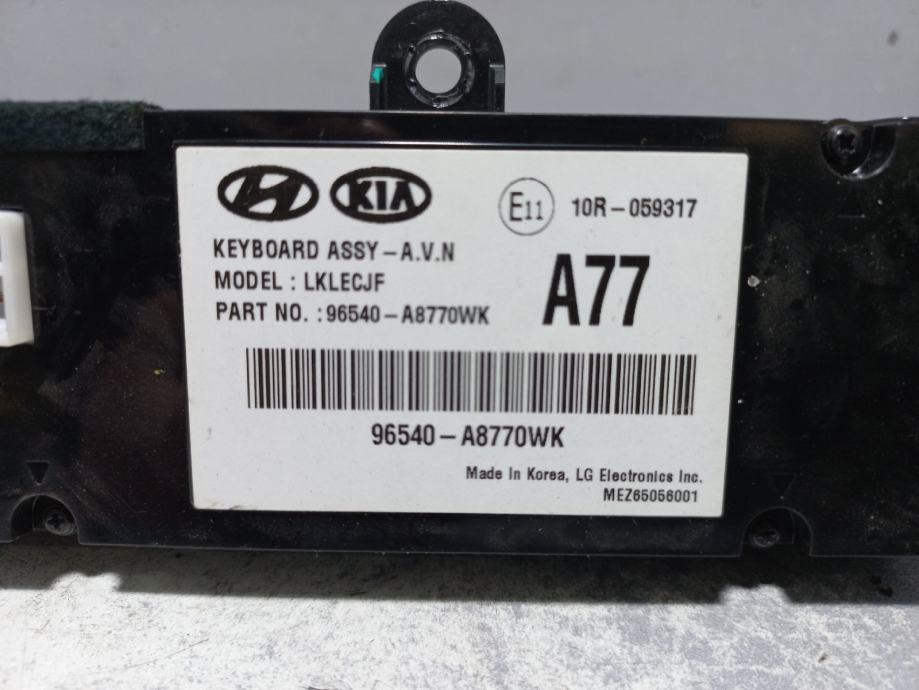 KIA
E11 10R-059317
KEYBOARD ASSY-A.V.N
MODEL : LKLECJF
A77
PART NO. : 96540-A8770WK
96540-A8770WK
Made In Korea, LG Electronics Inc.
MEZ65056001